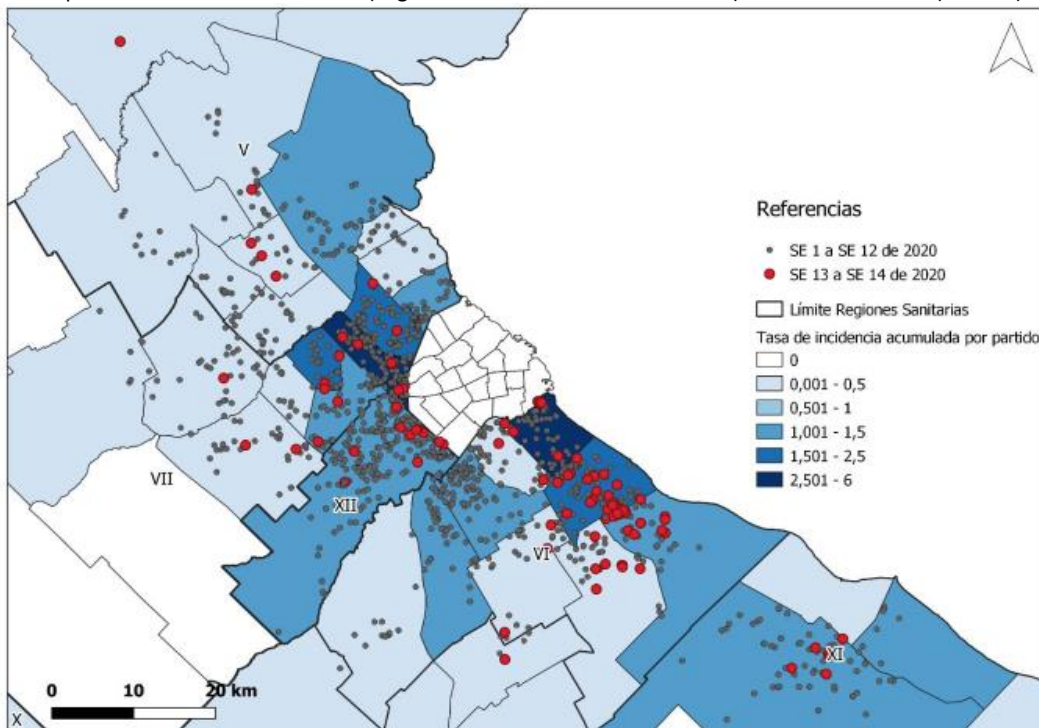 V
Referencias
SE 1 a SE 12 de 2020
SE 13 a SE 14 de 2020
Límite Regiones Sanitarias
Tasa de incidencia acumulada por partido
0
0,001 - 0,5
0,501 - 1
1,001 - 1,5
1,501 - 2,5
2,501 - 6
VII
XII
VI
XI
0 10 20 km
X